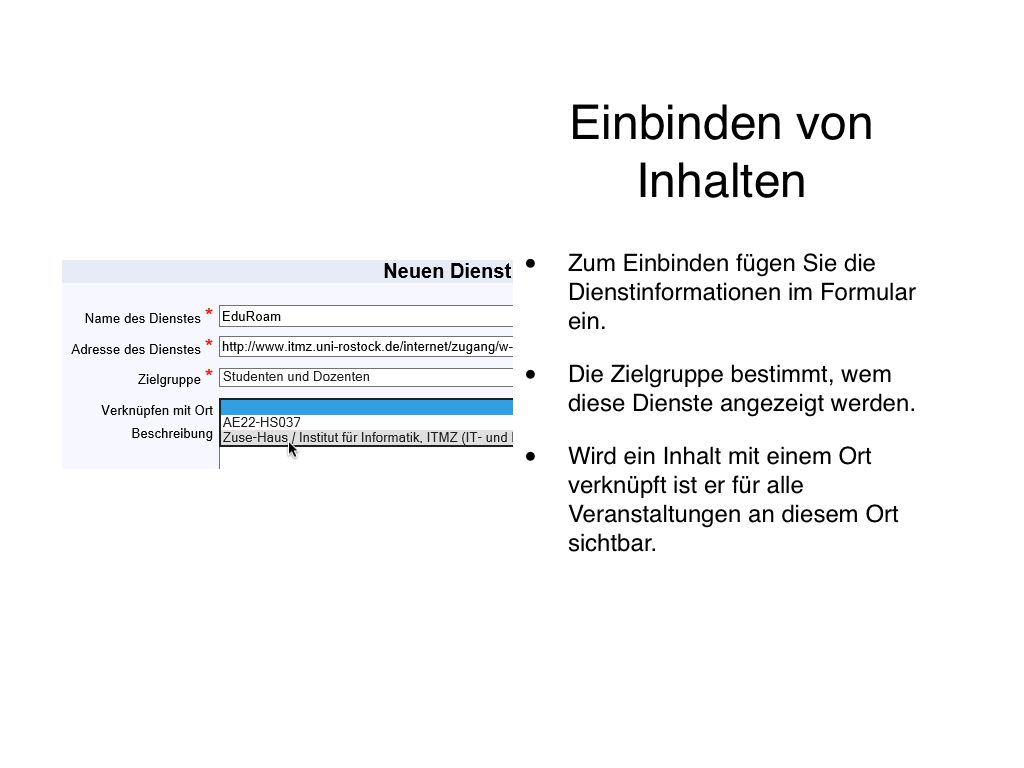 Einbinden von
Inhalten
Neuen Dienst
Name des Dienstes * EduRoam
Adresse des Dienstes * http://www.itmz.uni-rostock.de/internet/zugang/w-
Zielgruppe * Studenten und Dozenten
Verknüpfen mit Ort
AE22-HS037
Beschreibung
Zuse-Haus / Institut für Informatik, ITMZ (IT- und
• Zum Einbinden fügen Sie die
Dienstinformationen im Formular
ein.
• Die Zielgruppe bestimmt, wem
diese Dienste angezeigt werden.
• Wird ein Inhalt mit einem Ort
verknüpft ist er für alle
Veranstaltungen an diesem Ort
sichtbar.